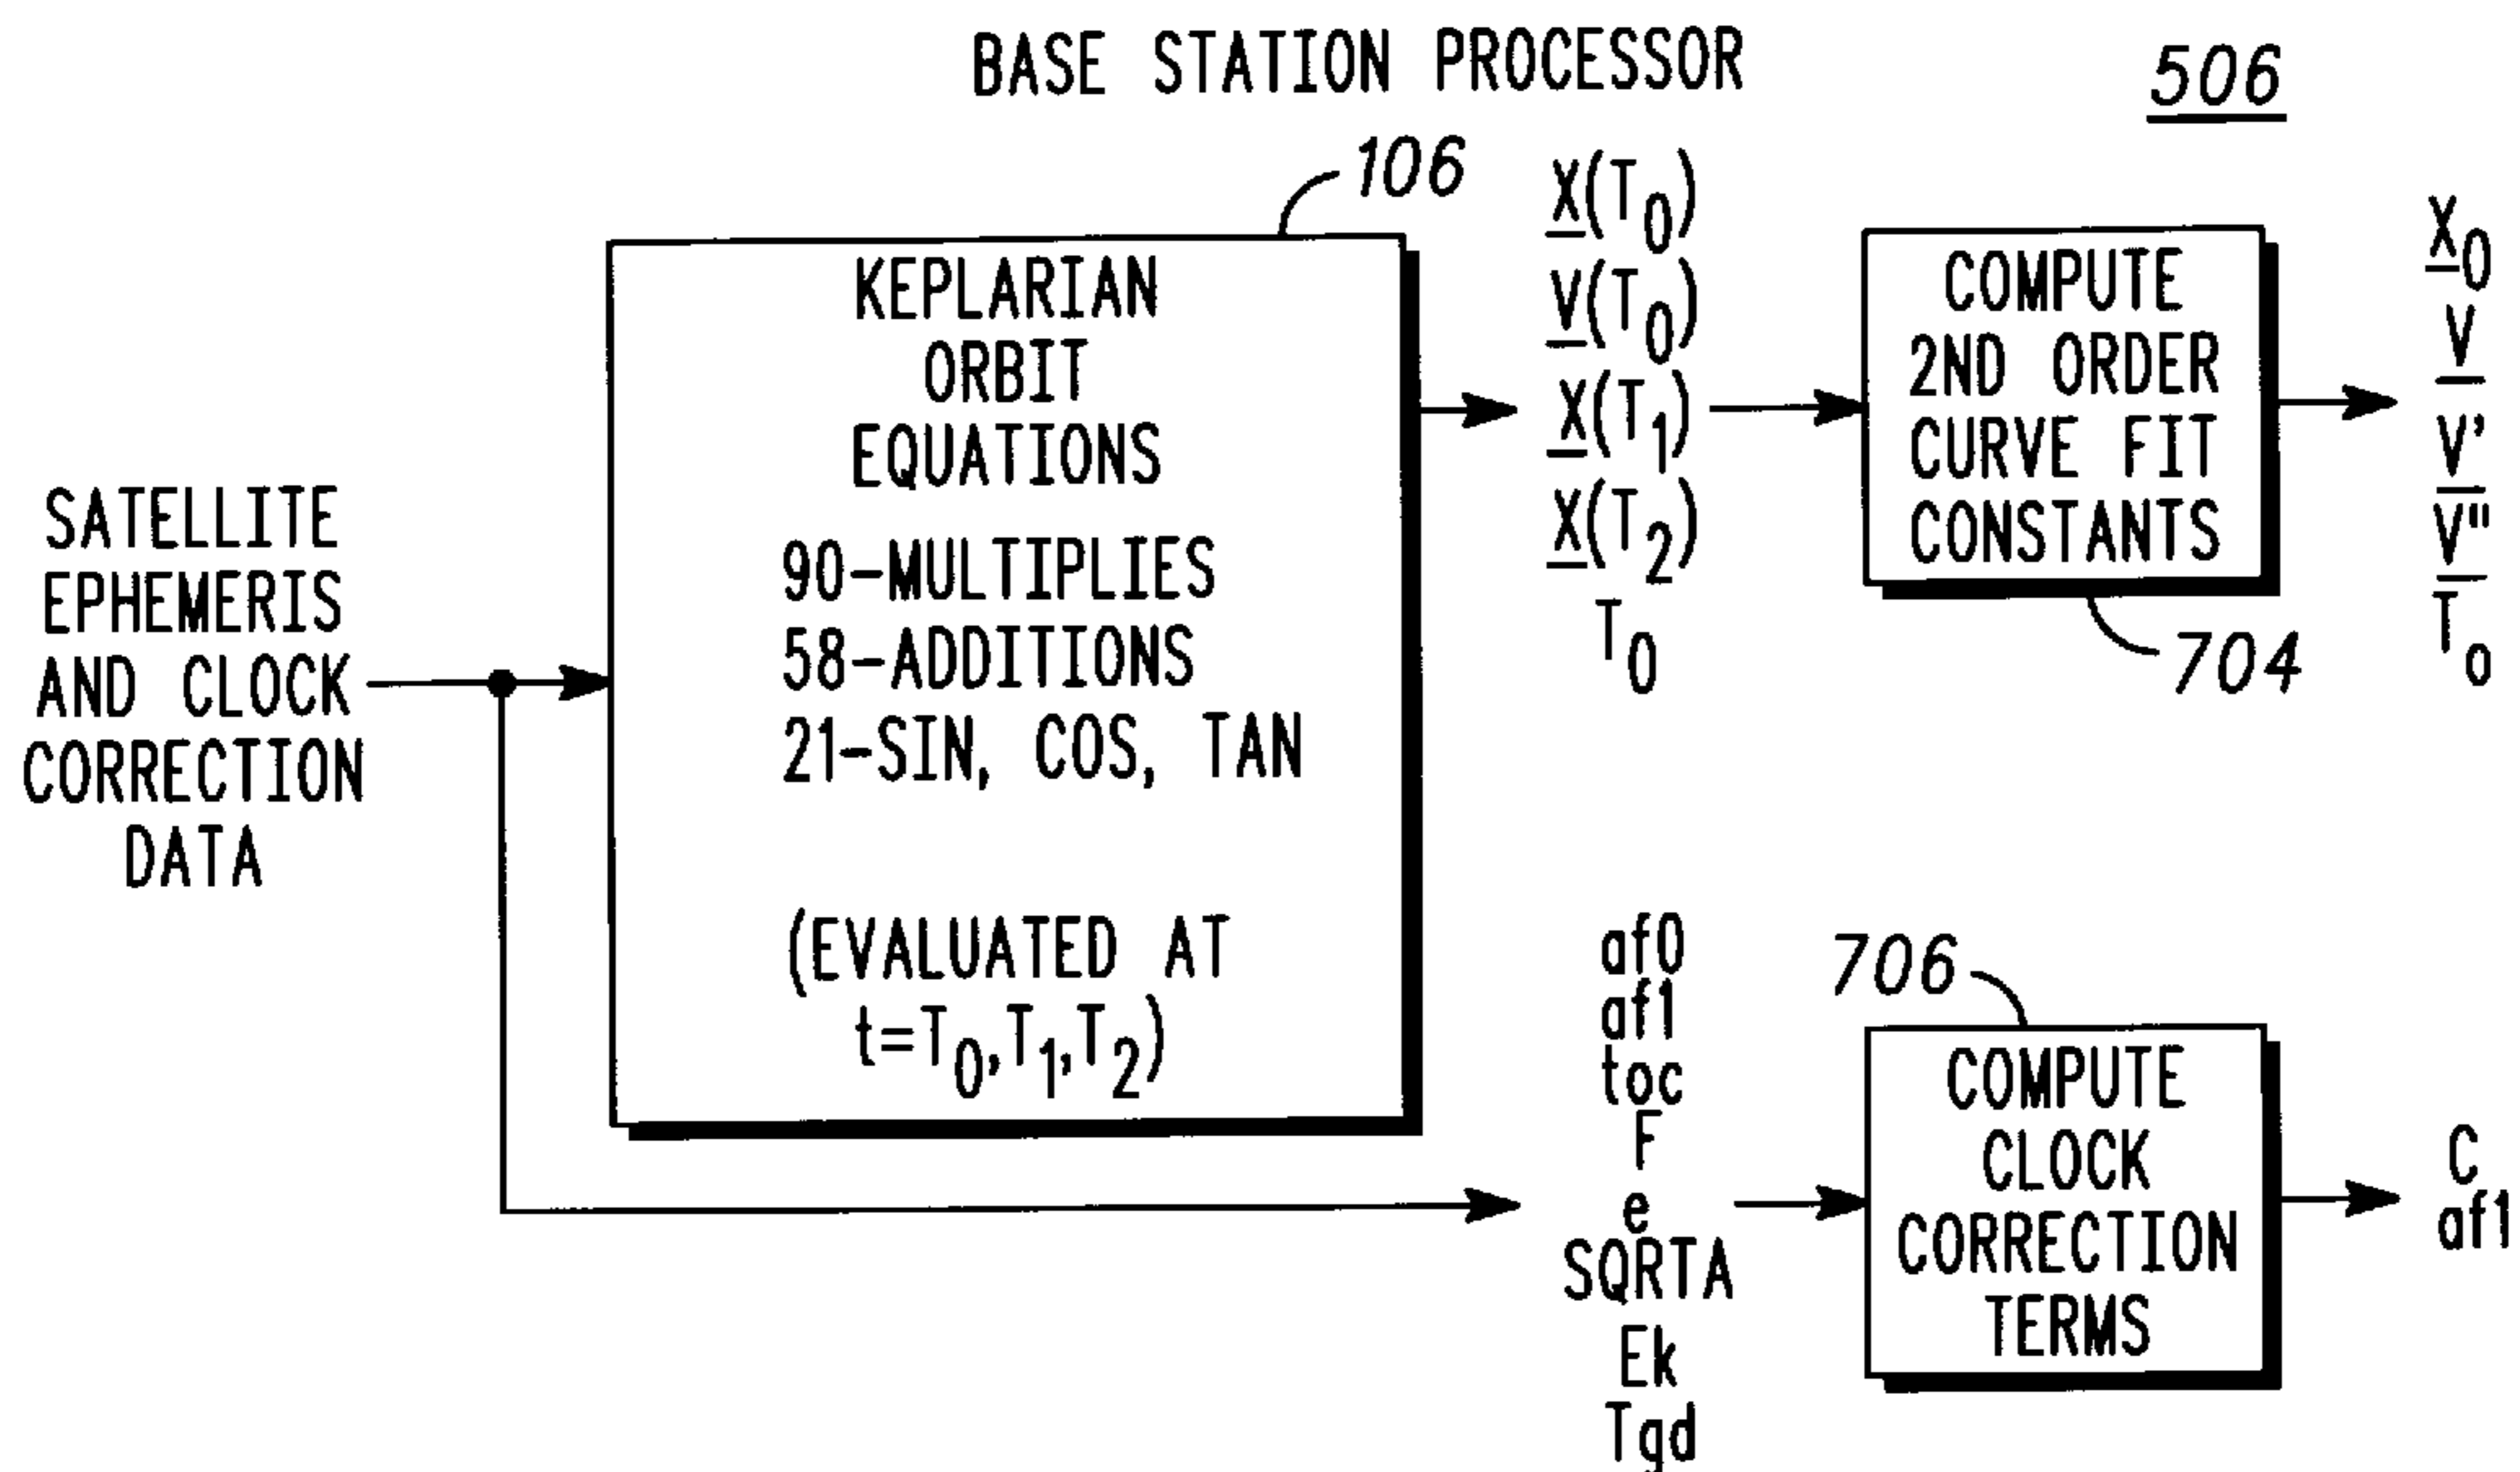 BASE STATION PROCESSOR
506
106
SATELLITE
EPHEMERIS
AND CLOCK
CORRECTION
DATA
KEPLARIAN
ORBIT
EQUATIONS
90-MULTIPLIES
58-ADDITIONS
21-SIN, COS, TAN
(EVALUATED AT
t=T0,T1,T2)
X(T0)
V(T0)
X(T1)
X(T2)
T0
COMPUTE
2ND ORDER
CURVE FIT
CONSTANTS
704
X0
V
V'
V"
To
af0
af1
toc
F
e
SQRTA
Ek
Tgd
706
COMPUTE
CLOCK
CORRECTION
TERMS
C
af1